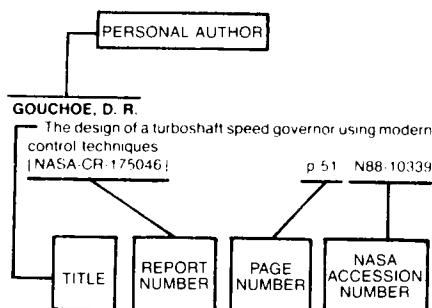 PERSONAL AUTHOR
GOUCHOE, D. R.
The design of a turboshaft speed governor using modern
control techniques
[NASA-CR-175046] p 51 N88-10339
TITLE
REPORT
NUMBER
PAGE
NUMBER
NASA
ACCESSION
NUMBER